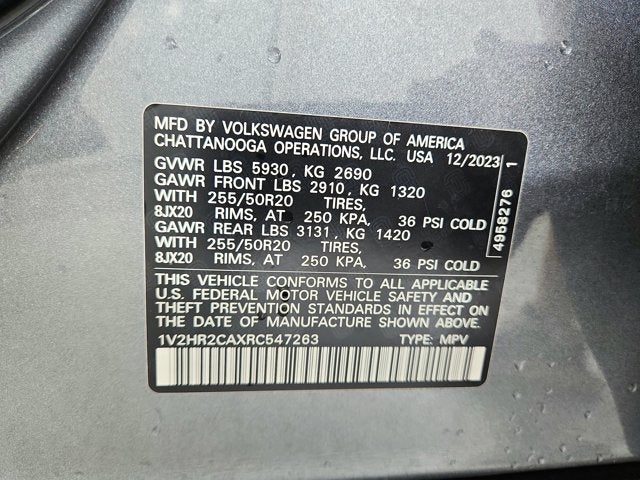 MFD BY VOLKSWAGEN GROUP OF AMERICA
CHATTANOOGA OPERATIONS, LLC. USA 12/2023
GVWR LBS 5930, KG 2690
GAWR FRONT LBS 2910, KG 1320
WITH 255/50R20 TIRES,
8JX20 RIMS, AT 250 KPA, 36 PSI COLD
GAWR REAR LBS 3131, KG 1420
WITH 255/50R20 TIRES,
8JX20 RIMS, AT 250 KPA, 36 PSI COLD
THIS VEHICLE CONFORMS TO ALL APPLICABLE
U.S. FEDERAL MOTOR VEHICLE SAFETY AND
THEFT PREVENTION STANDARDS IN EFFECT ON
THE DATE OF MANUFACTURE SHOWN ABOVE.
1V2HR2CAXRC547263 TYPE: MPV
4958276 1